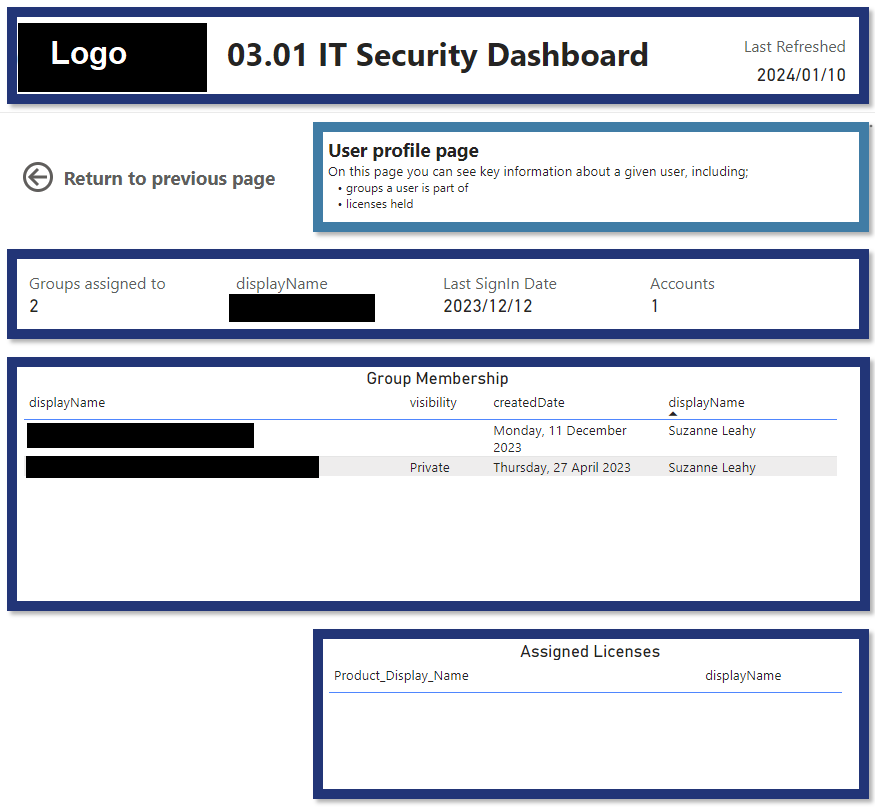 Logo
03.01 IT Security Dashboard
Last Refreshed
2024/01/10
Return to previous page
User profile page
On this page you can see key information about a given user, including;
• groups a user is part of
• licenses held
Groups assigned to
2
displayName
Last SignIn Date
2023/12/12
Accounts
1
Group Membership
displayName visibility createdDate displayName
Monday, 11 December Suzanne Leahy
2023
Private Thursday, 27 April 2023 Suzanne Leahy
Assigned Licenses
Product_Display_Name displayName